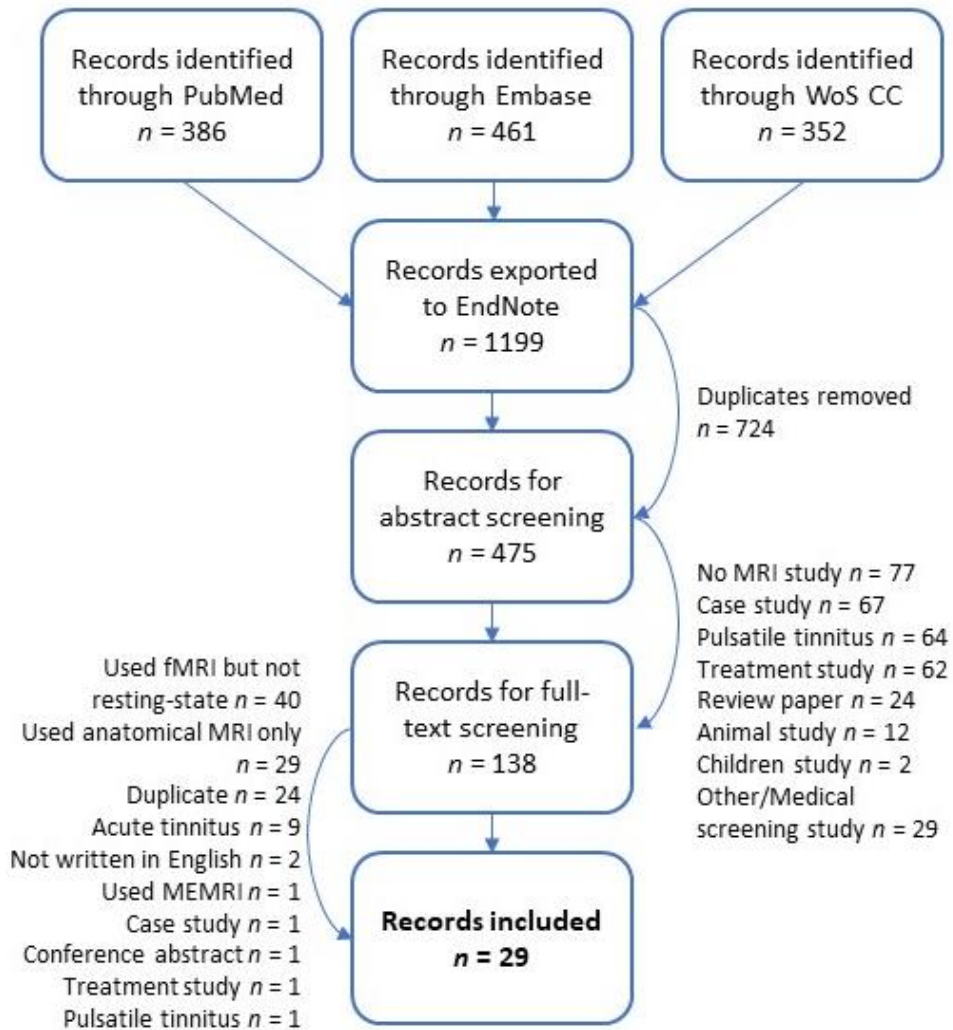 Records identified
through PubMed
n = 386
Records identified
through Embase
n = 461
Records identified
through WoS CC
n = 352
Records exported
to EndNote
n = 1199
Duplicates removed
n = 724
Records for
abstract screening
n = 475
No MRI study n = 77
Case study n = 67
Pulsatile tinnitus n = 64
Treatment study n = 62
Review paper n = 24
Animal study n = 12
Children study n = 2
Other/Medical
screening study n = 29
Records for full-
text screening
n = 138
Used fMRI but not
resting-state n = 40
Used anatomical MRI only
n = 29
Duplicate n = 24
Acute tinnitus n = 9
Not written in English n = 2
Used MEMRI n = 1
Case study n = 1
Conference abstract n = 1
Treatment study n = 1
Pulsatile tinnitus n = 1
Records included
n = 29